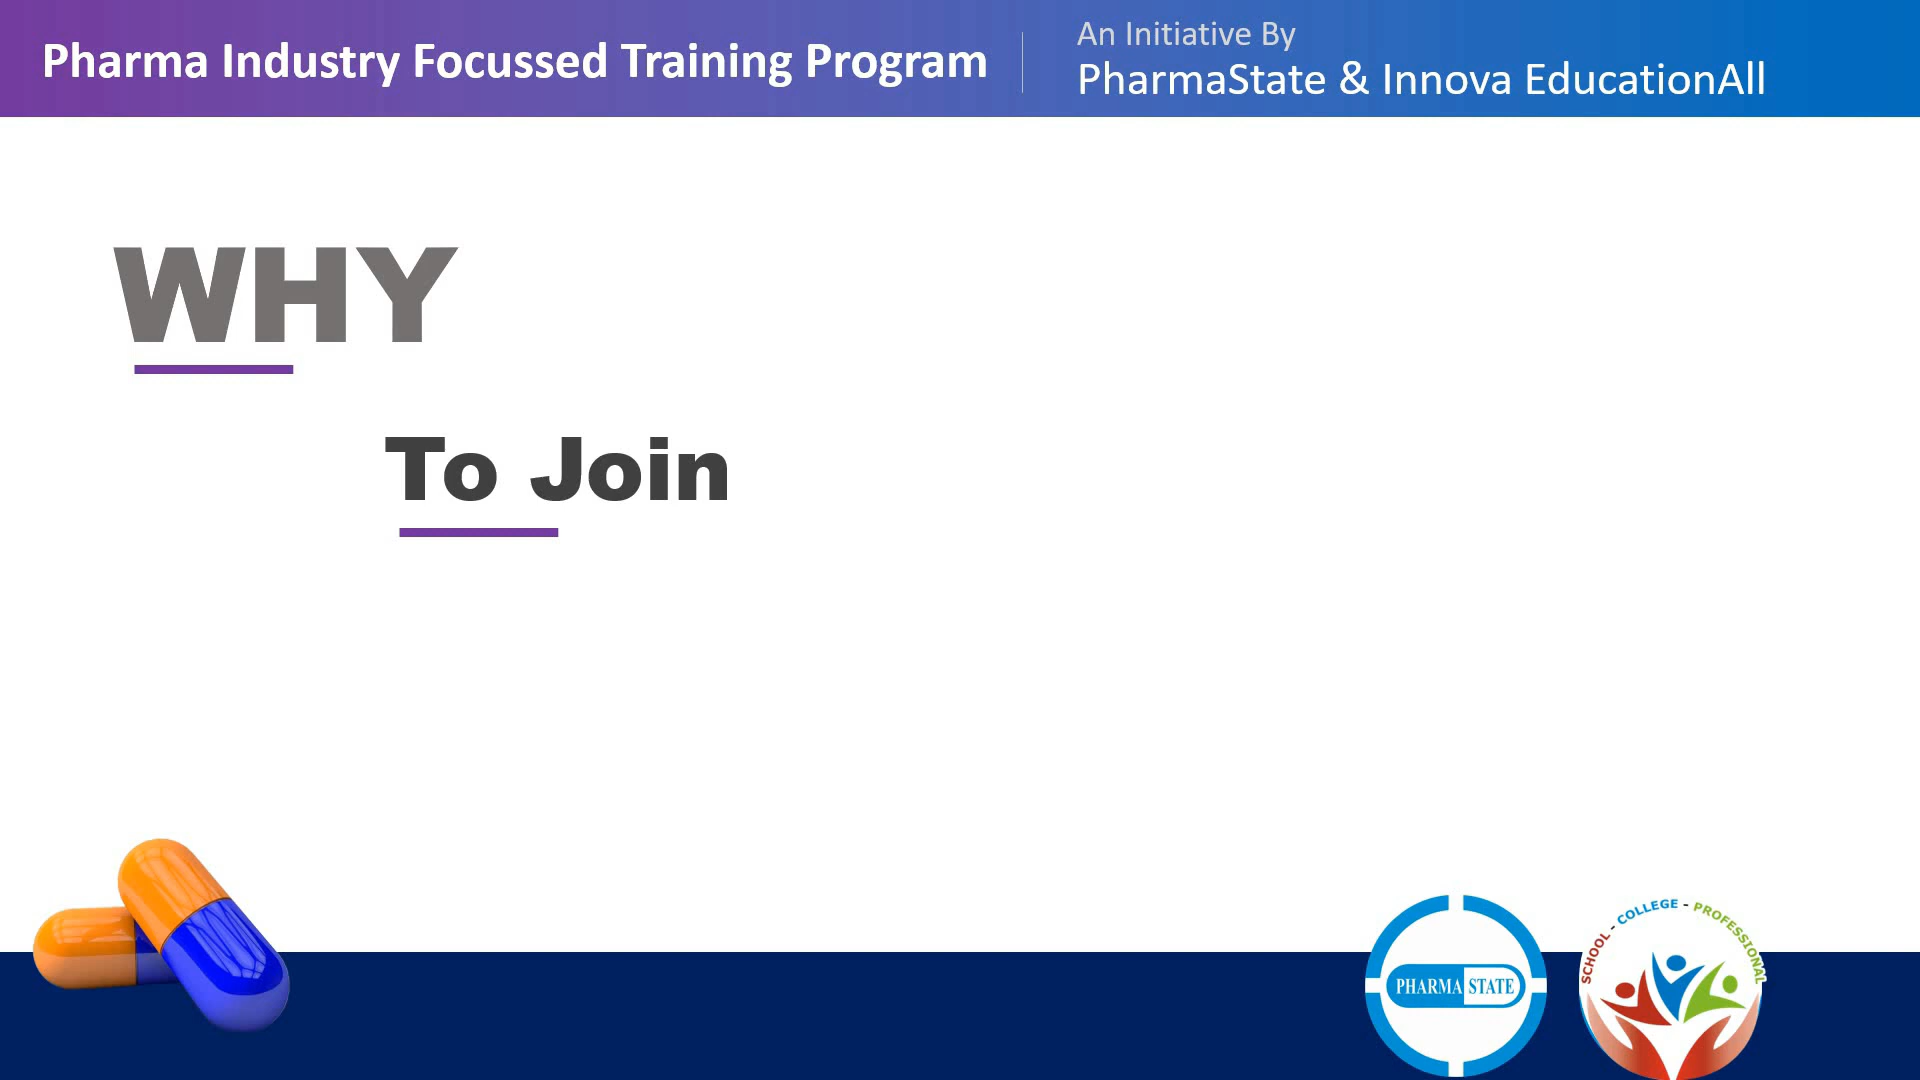 Pharma Industry Focussed Training Program
An Initiative By
PharmaState & Innova EducationAll
WHY
To Join
PHARMA STATE
SCHOOL - COLLEGE - PROFESSIONAL